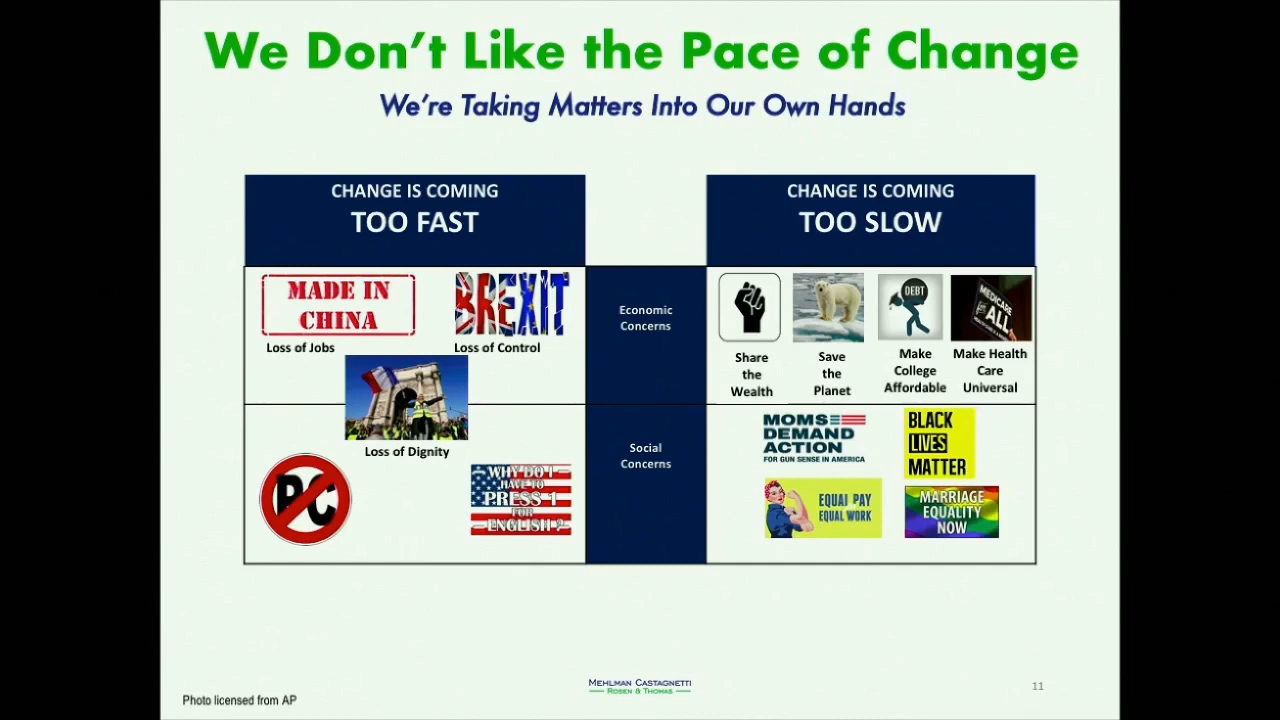 We Don't Like the Pace of Change
We're Taking Matters Into Our Own Hands
CHANGE IS COMING
TOO FAST
CHANGE IS COMING
TOO SLOW
MADE IN
CHINA
Loss of Jobs
BREXIT
Loss of Control
Loss of Dignity
Economic
Concerns
Share
the
Wealth
Save
the
Planet
DEBT
Make
College
Affordable
MEDICARE
ALL
Make Health
Care
Universal
PC
WHY DO I
HAVE TO
PRESS 1
FOR
ENGLISH?
Social
Concerns
MOMS
DEMAND
ACTION
FOR GUN SENSE IN AMERICA
BLACK
LIVES
MATTER
EQUAL PAY
EQUAL WORK
MARRIAGE
EQUALITY
NOW
Photo licensed from AP
MEHLMAN CASTAGNETTI
ROSEN & THOMAS
11